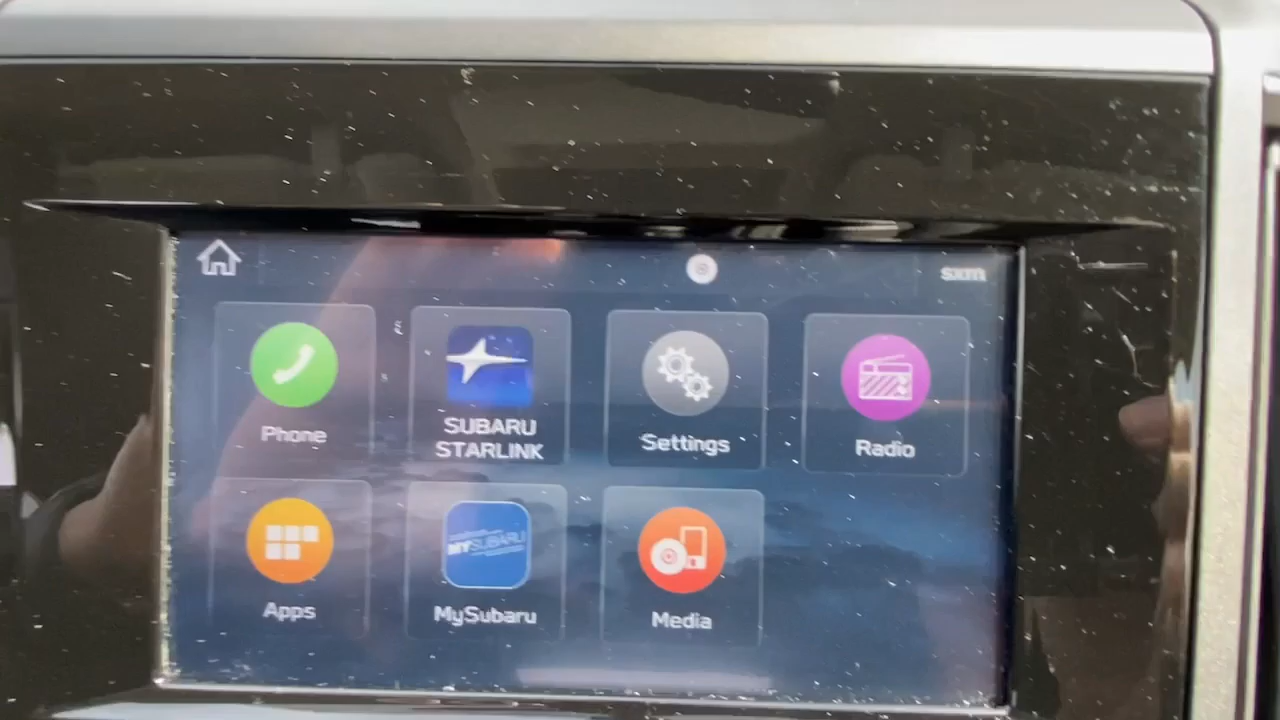 sxm
Phone
SUBARU
STARLINK
Settings
Radio
Apps
MYSUBARU
MySubaru
Media